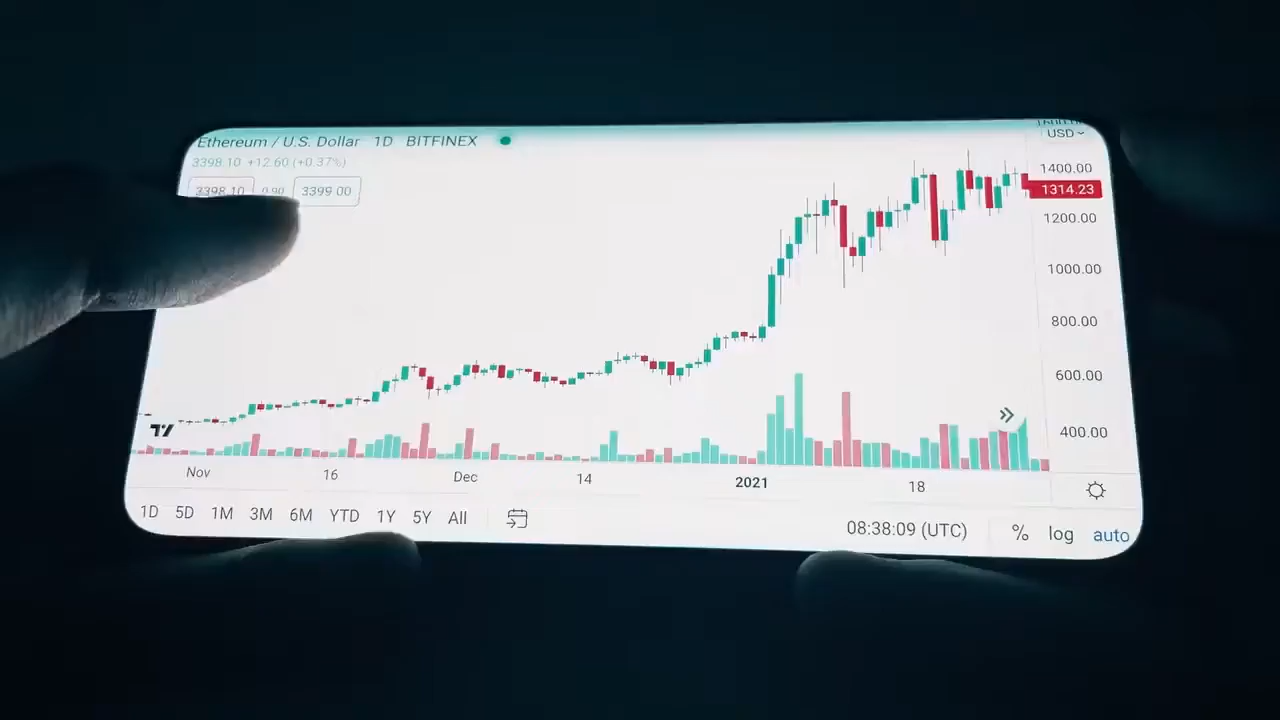 Ethereum / U.S. Dollar 1D BITFINEX
USD
3398.10 +12.60 (+0.37%)
3398.10 0.90 3399.00
1400.00
1314.23
1200.00
1000.00
800.00
600.00
400.00
Nov 16 Dec 14 2021 18
1D 5D 1M 3M 6M YTD 1Y 5Y All
08:38:09 (UTC) % log auto